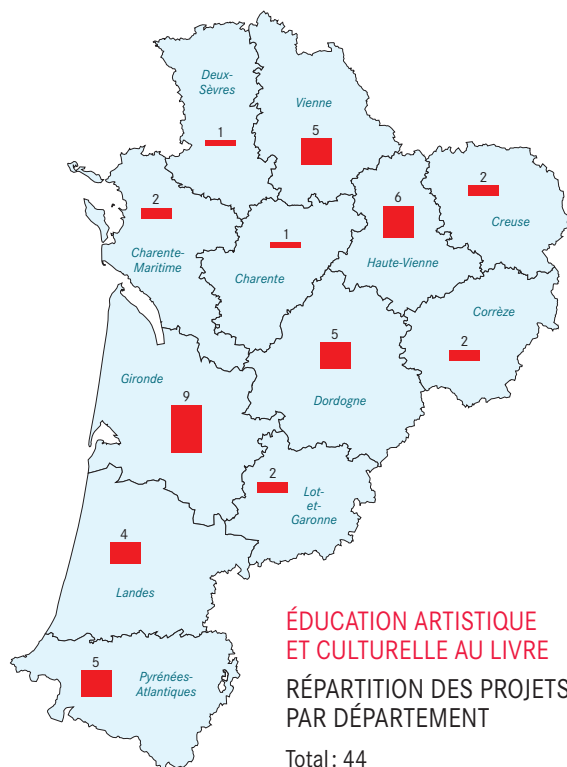 Deux-
Sèvres
1
Vienne
5
2
Charente-
Maritime
1
Charente
6
Haute-Vienne
2
Creuse
Corrèze
2
Gironde
9
5
Dordogne
2
Lot-
et-
Garonne
4
Landes
5
Pyrénées-
Atlantiques
ÉDUCATION ARTISTIQUE
ET CULTURELLE AU LIVRE
RÉPARTITION DES PROJETS
PAR DÉPARTEMENT
Total : 44